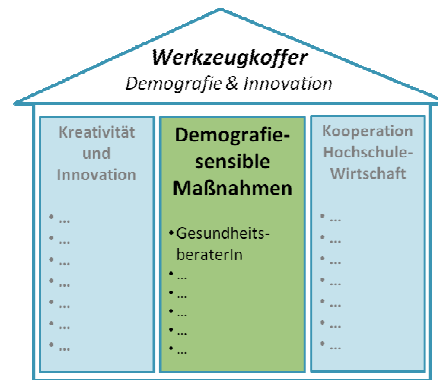 Werkzeugkoffer
Demografie & Innovation
Kreativität
und
Innovation
• ...
• ...
• ...
• ...
• ...
• ...
• ...
Demografie-
sensible
Maßnahmen
• Gesundheits-
beraterIn
• ...
• ...
• ...
• ...
• ...
Kooperation
Hochschule-
Wirtschaft
• ...
• ...
• ...
• ...
• ...
• ...
• ...